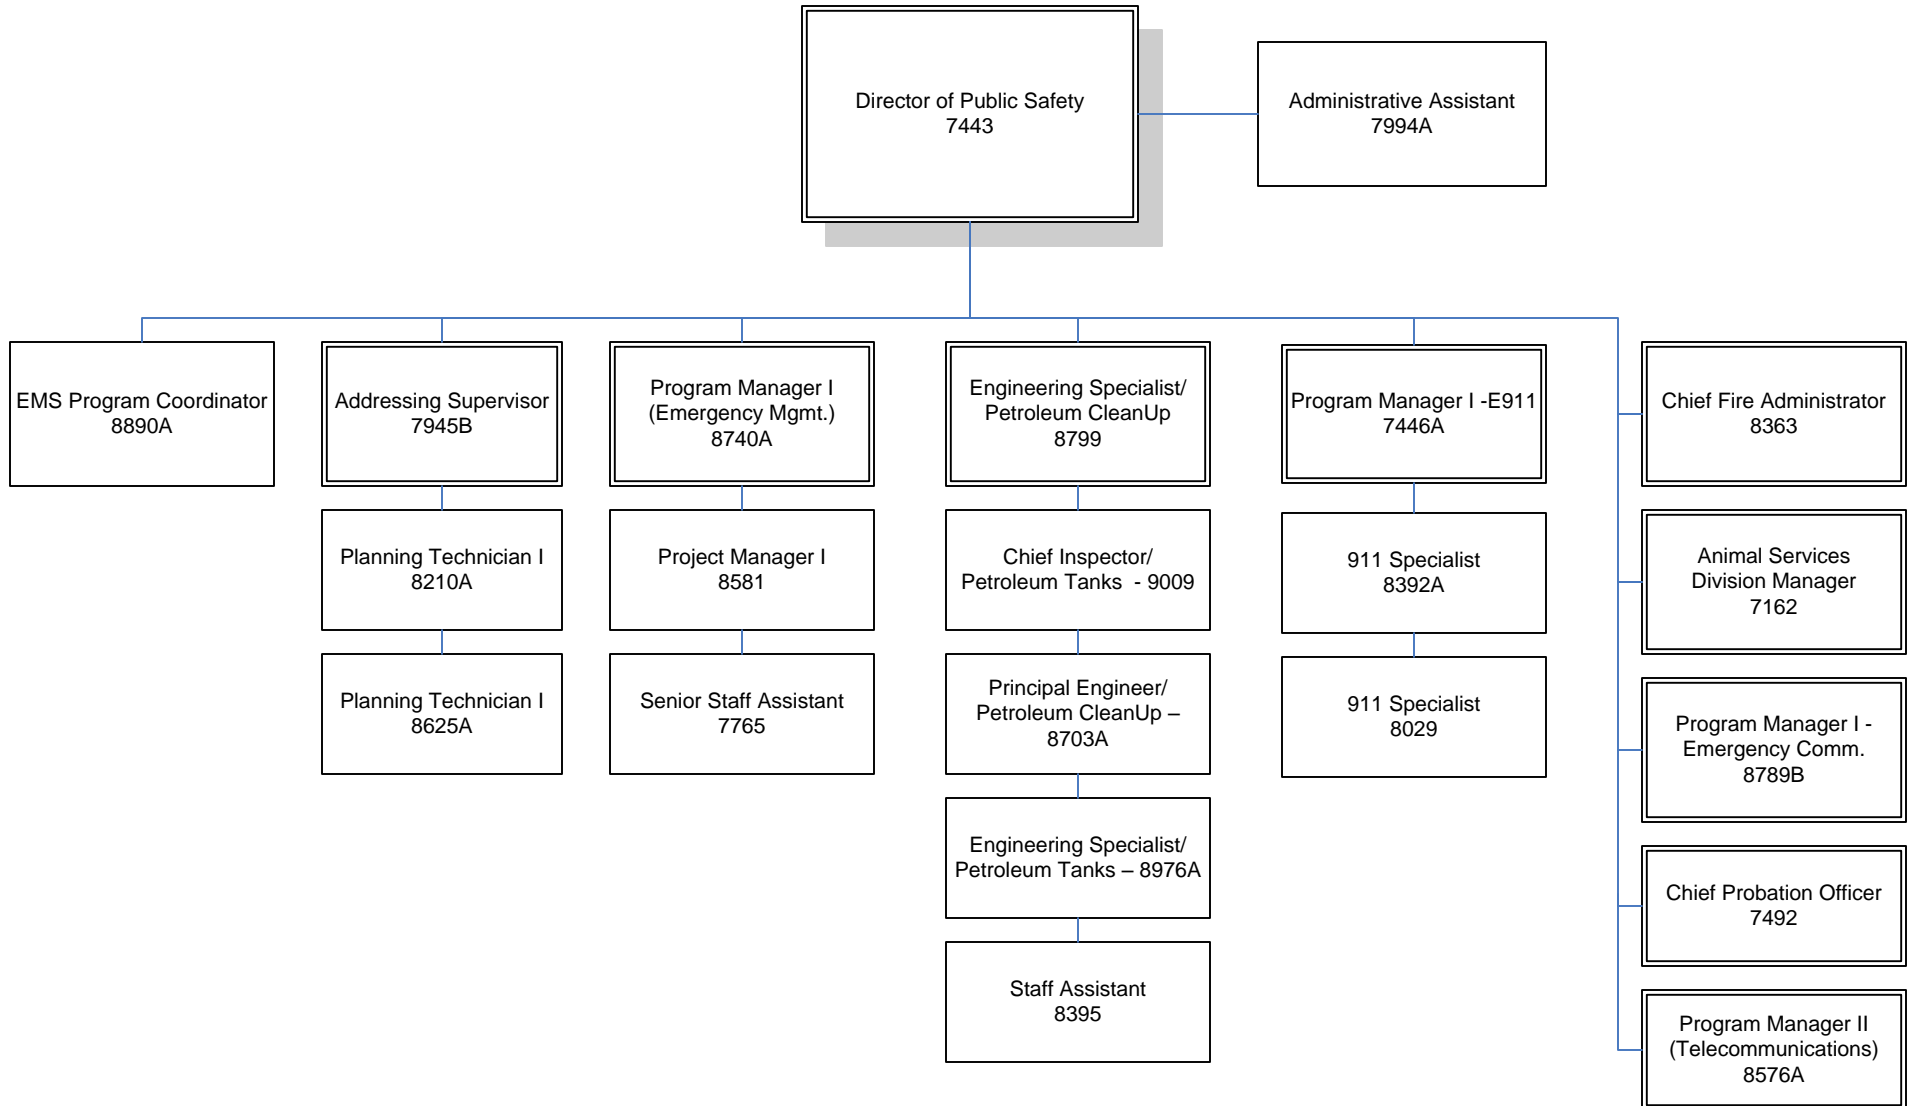 Director of Public Safety
7443
Administrative Assistant
7994A
EMS Program Coordinator
8890A
Addressing Supervisor
7945B
Planning Technician I
8210A
Planning Technician I
8625A
Program Manager I
(Emergency Mgmt.)
8740A
Project Manager I
8581
Senior Staff Assistant
7765
Engineering Specialist/
Petroleum CleanUp
8799
Chief Inspector/
Petroleum Tanks - 9009
Principal Engineer/
Petroleum CleanUp –
8703A
Engineering Specialist/
Petroleum Tanks – 8976A
Staff Assistant
8395
Program Manager I -E911
7446A
911 Specialist
8392A
911 Specialist
8029
Chief Fire Administrator
8363
Animal Services
Division Manager
7162
Program Manager I -
Emergency Comm.
8789B
Chief Probation Officer
7492
Program Manager II
(Telecommunications)
8576A